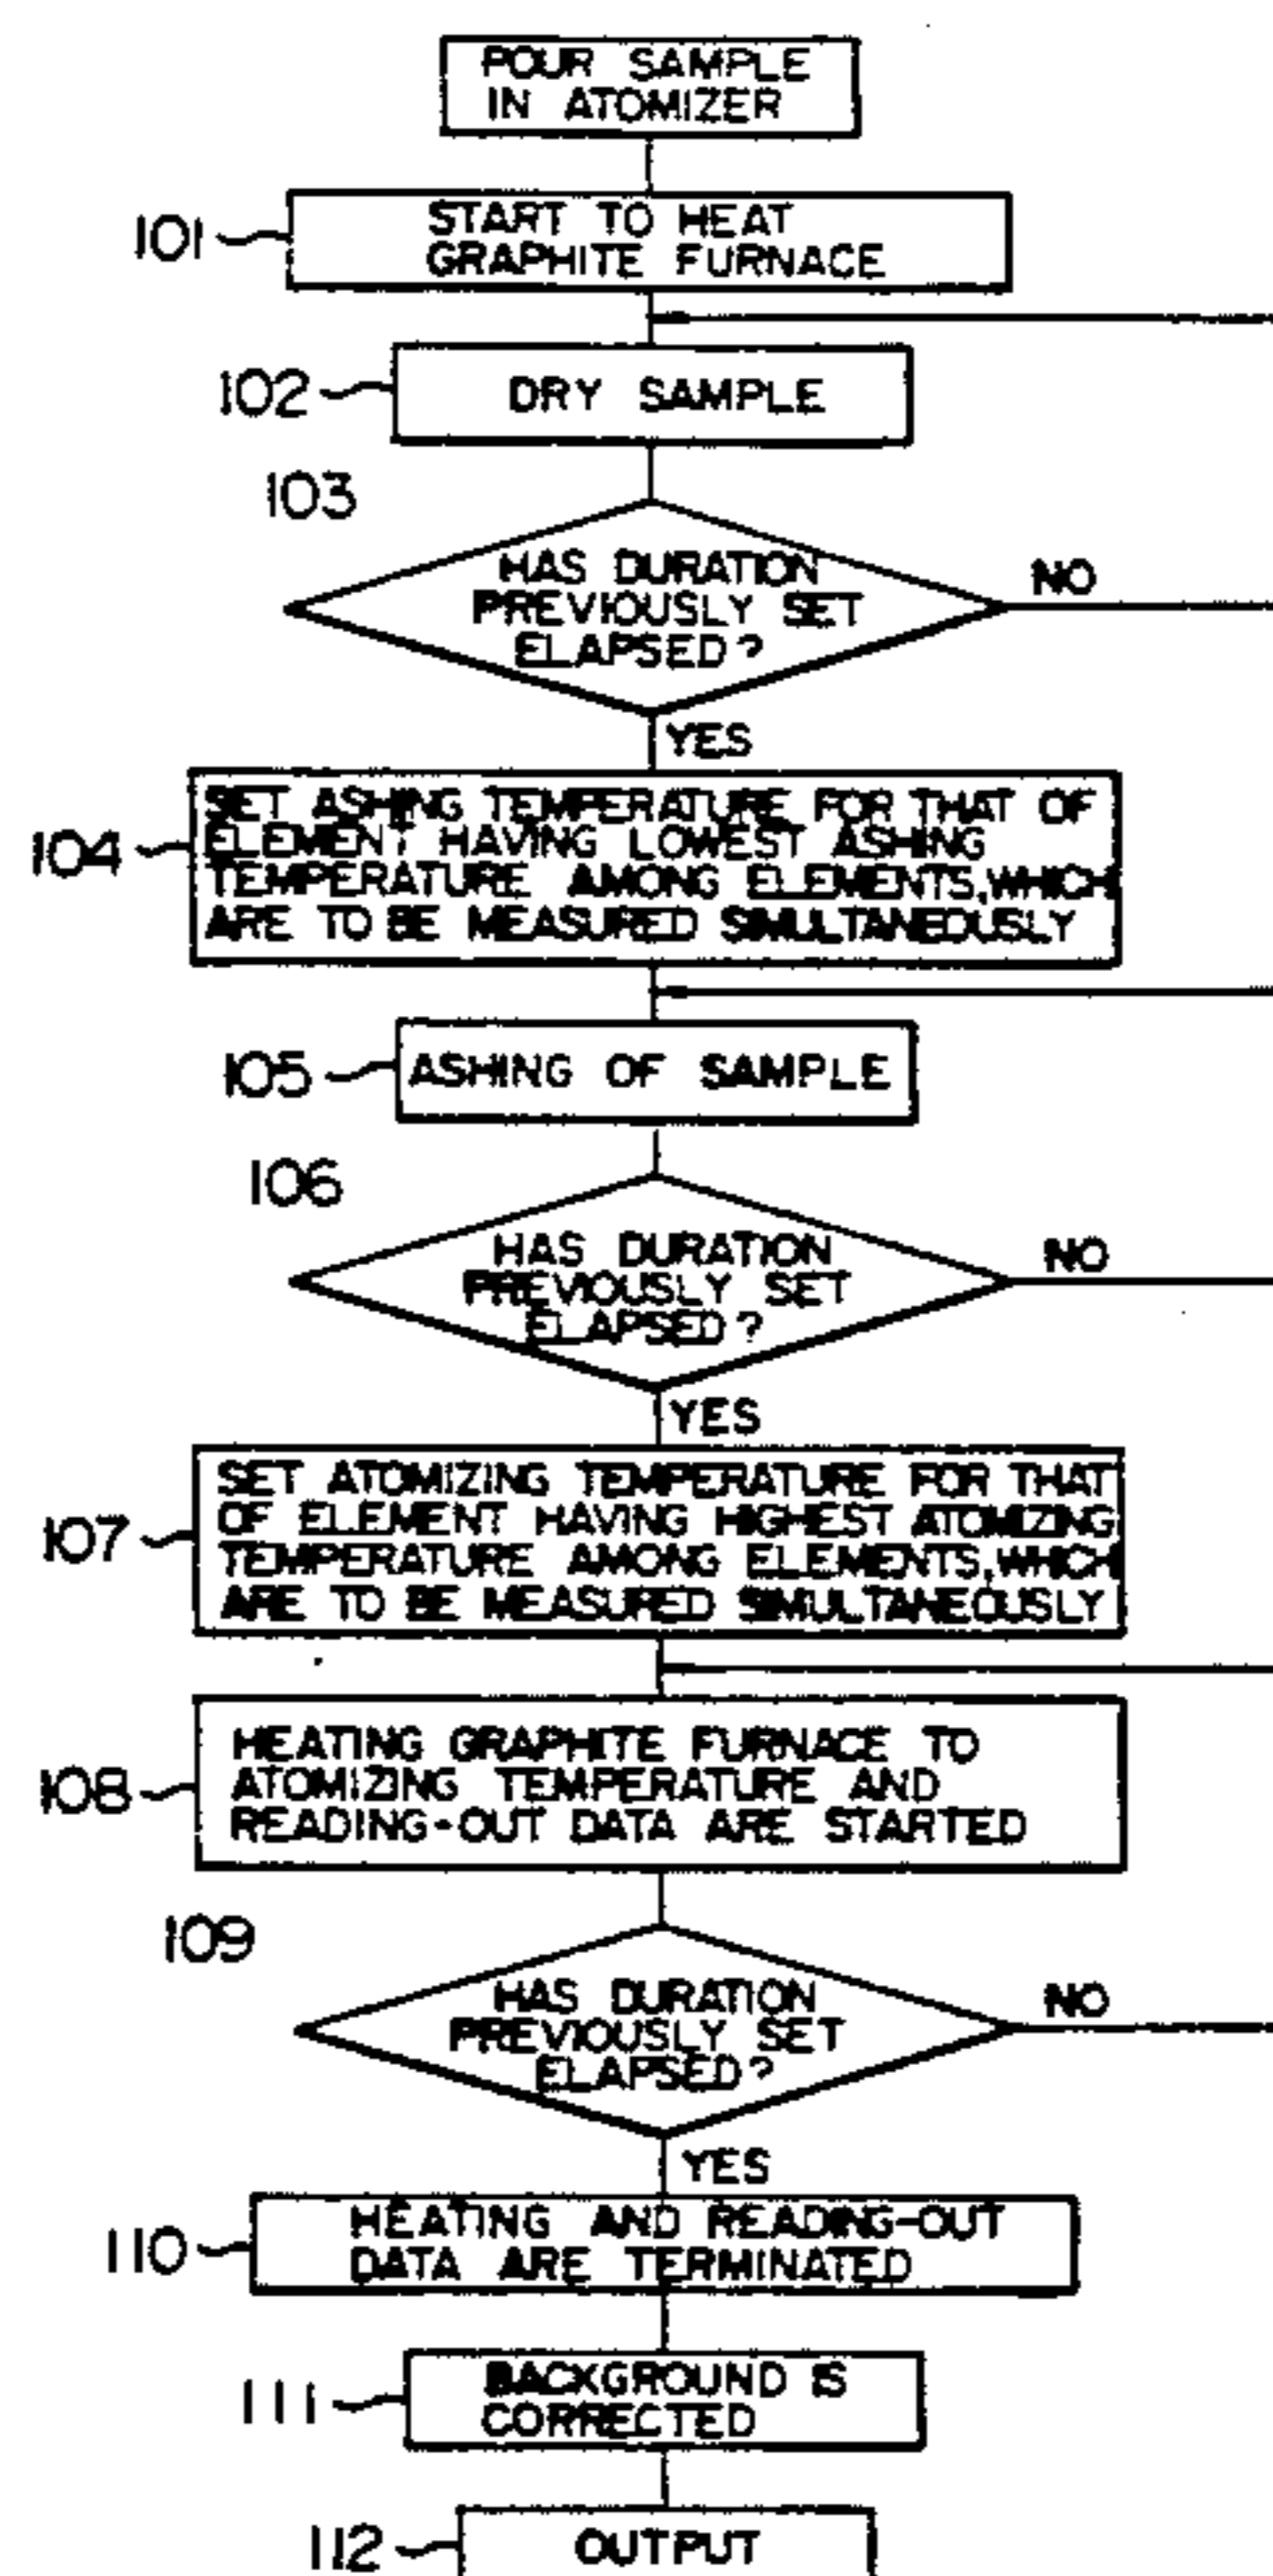 POUR SAMPLE
IN ATOMIZER
101
START TO HEAT
GRAPHITE FURNACE
102
DRY SAMPLE
103
HAS DURATION
PREVIOUSLY SET
ELAPSED?
NO
YES
104
SET ASHING TEMPERATURE FOR THAT OF
ELEMENT HAVING LOWEST ASHING
TEMPERATURE AMONG ELEMENTS, WHICH
ARE TO BE MEASURED SIMULTANEOUSLY
105
ASHING OF SAMPLE
106
HAS DURATION
PREVIOUSLY SET
ELAPSED?
NO
YES
107
SET ATOMIZING TEMPERATURE FOR THAT
OF ELEMENT HAVING HIGHEST ATOMIZING
TEMPERATURE AMONG ELEMENTS, WHICH
ARE TO BE MEASURED SIMULTANEOUSLY
108
HEATING GRAPHITE FURNACE TO
ATOMIZING TEMPERATURE AND
READING-OUT DATA ARE STARTED
109
HAS DURATION
PREVIOUSLY SET
ELAPSED?
NO
YES
110
HEATING AND READING-OUT
DATA ARE TERMINATED
111
BACKGROUND IS
CORRECTED
112
OUTPUT